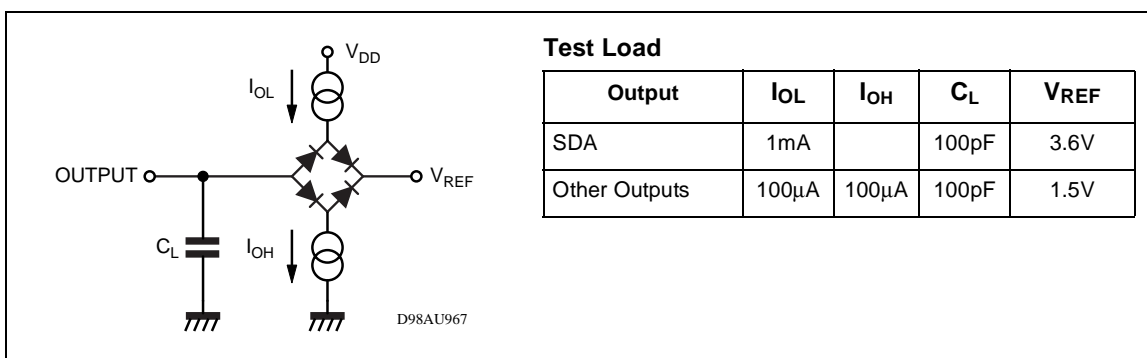 V_DD
I_OL
OUTPUT
V_REF
C_L
I_OH
D98AU967
Test Load
Output I_OL I_OH C_L V_REF
SDA 1mA 100pF 3.6V
Other Outputs 100μA 100μA 100pF 1.5V